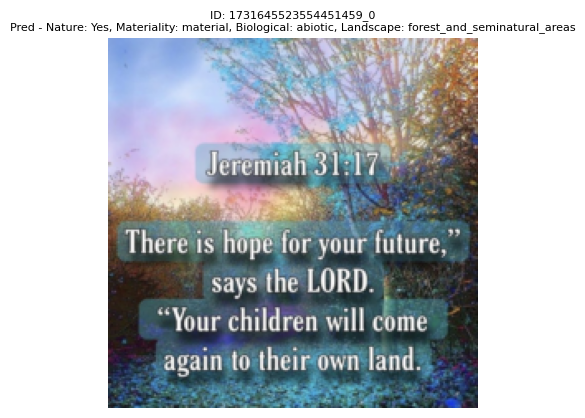 ID: 1731645523554451459_0
Pred - Nature: Yes, Materiality: material, Biological: abiotic, Landscape: forest_and_seminatural_areas
Jeremiah 31:17
There is hope for your future,”
says the LORD.
“Your children will come
again to their own land.